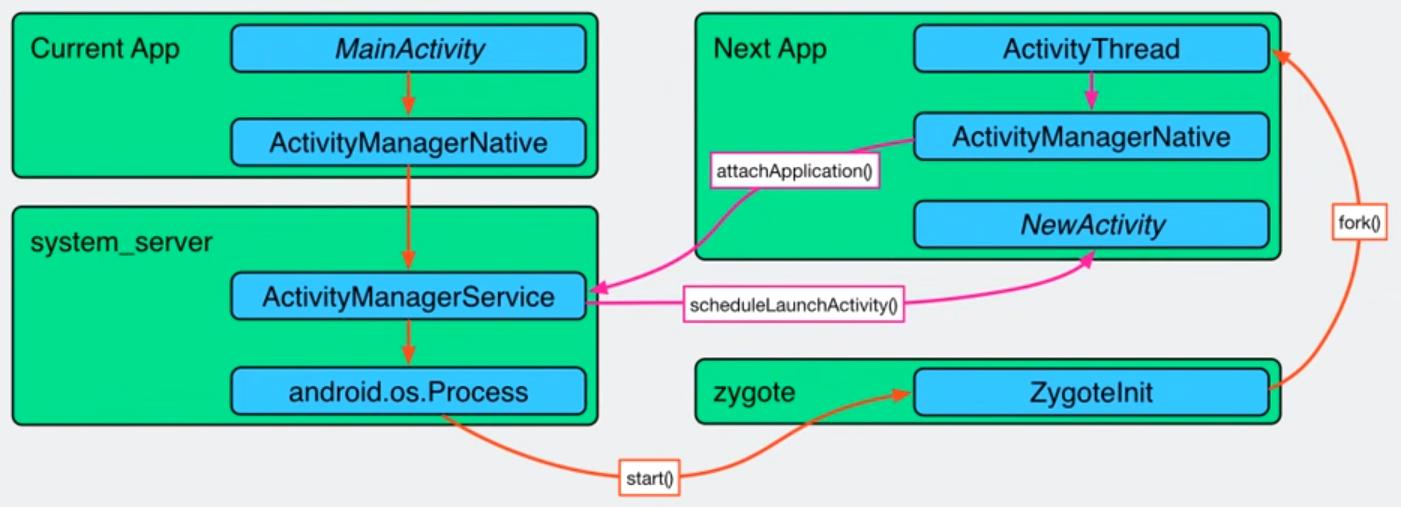 Current App
MainActivity
ActivityManagerNative
system_server
ActivityManagerService
android.os.Process
Next App
ActivityThread
ActivityManagerNative
attachApplication()
NewActivity
scheduleLaunchActivity()
fork()
zygote
ZygoteInit
start()